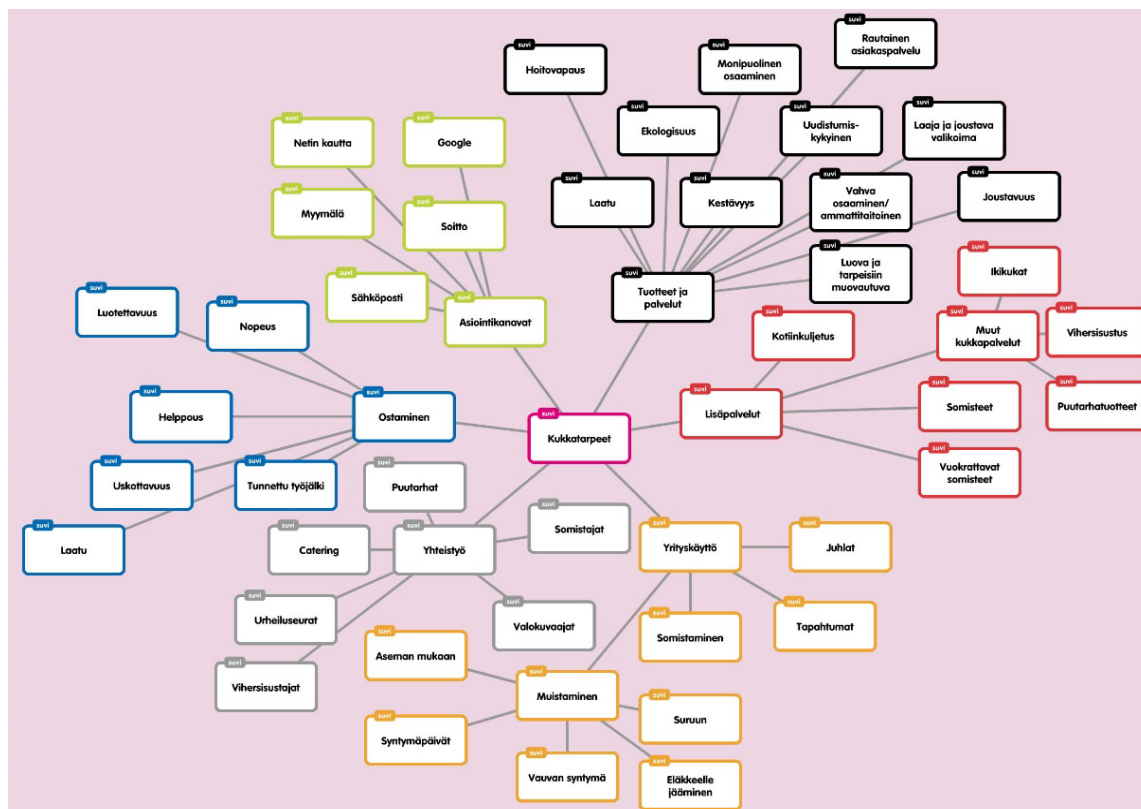 suvi
Rautainen
asiakaspalvelu
suvi
Hoitovapaus
suvi
Monipuolinen
osaaminen
suvi
Netin kautta
suvi
Google
suvi
Ekologisuus
suvi
Uudistumis-
kykyinen
suvi
Laaja ja joustava
valikoima
suvi
Myymälä
suvi
Soitto
suvi
Laatu
suvi
Kestävyys
suvi
Vahva
osaaminen/
ammattitaitoinen
suvi
Joustavuus
suvi
Sähköposti
suvi
Asiointikanavat
suvi
Tuotteet ja
palvelut
suvi
Luova ja
tarpeisiin
muovautuva
suvi
Ikikukat
suvi
Luotettavuus
suvi
Nopeus
suvi
Kotiinkuljetus
suvi
Muut
kukkapalvelut
suvi
Vihersisustus
suvi
Helppous
suvi
Ostaminen
suvi
Kukkatarpeet
suvi
Lisäpalvelut
suvi
Somisteet
suvi
Puutarhatuotteet
suvi
Uskottavuus
suvi
Tunnettu työjälki
suvi
Puutarhat
suvi
Vuokrattavat
somisteet
suvi
Laatu
suvi
Catering
suvi
Yhteistyö
suvi
Somistajat
suvi
Yrityskäyttö
suvi
Juhlat
suvi
Urheiluseurat
suvi
Valokuvaajat
suvi
Somistaminen
suvi
Tapahtumat
suvi
Vihersisustajat
suvi
Aseman mukaan
suvi
Muistaminen
suvi
Suruun
suvi
Syntymäpäivät
suvi
Vauvan syntymä
suvi
Eläkkeelle
jääminen